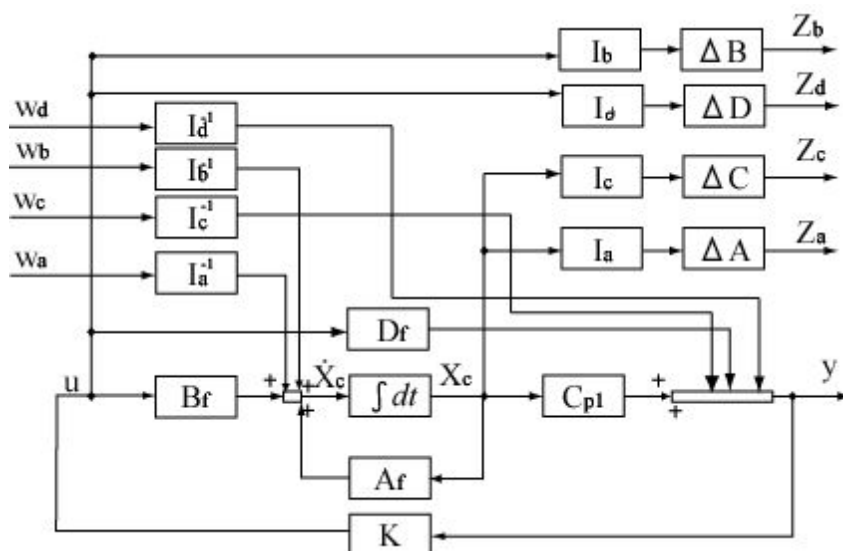 Ib ΔB Zb
Wd Id ΔD Zd
Id⁻¹
Wb Ib⁻¹
Ic ΔC Zc
Wc Ic⁻¹
Ia ΔA Za
Wa Ia⁻¹
Df
u Bf + + Ẋc ∫dt Xc Cp1 + y
+ +
Af
K